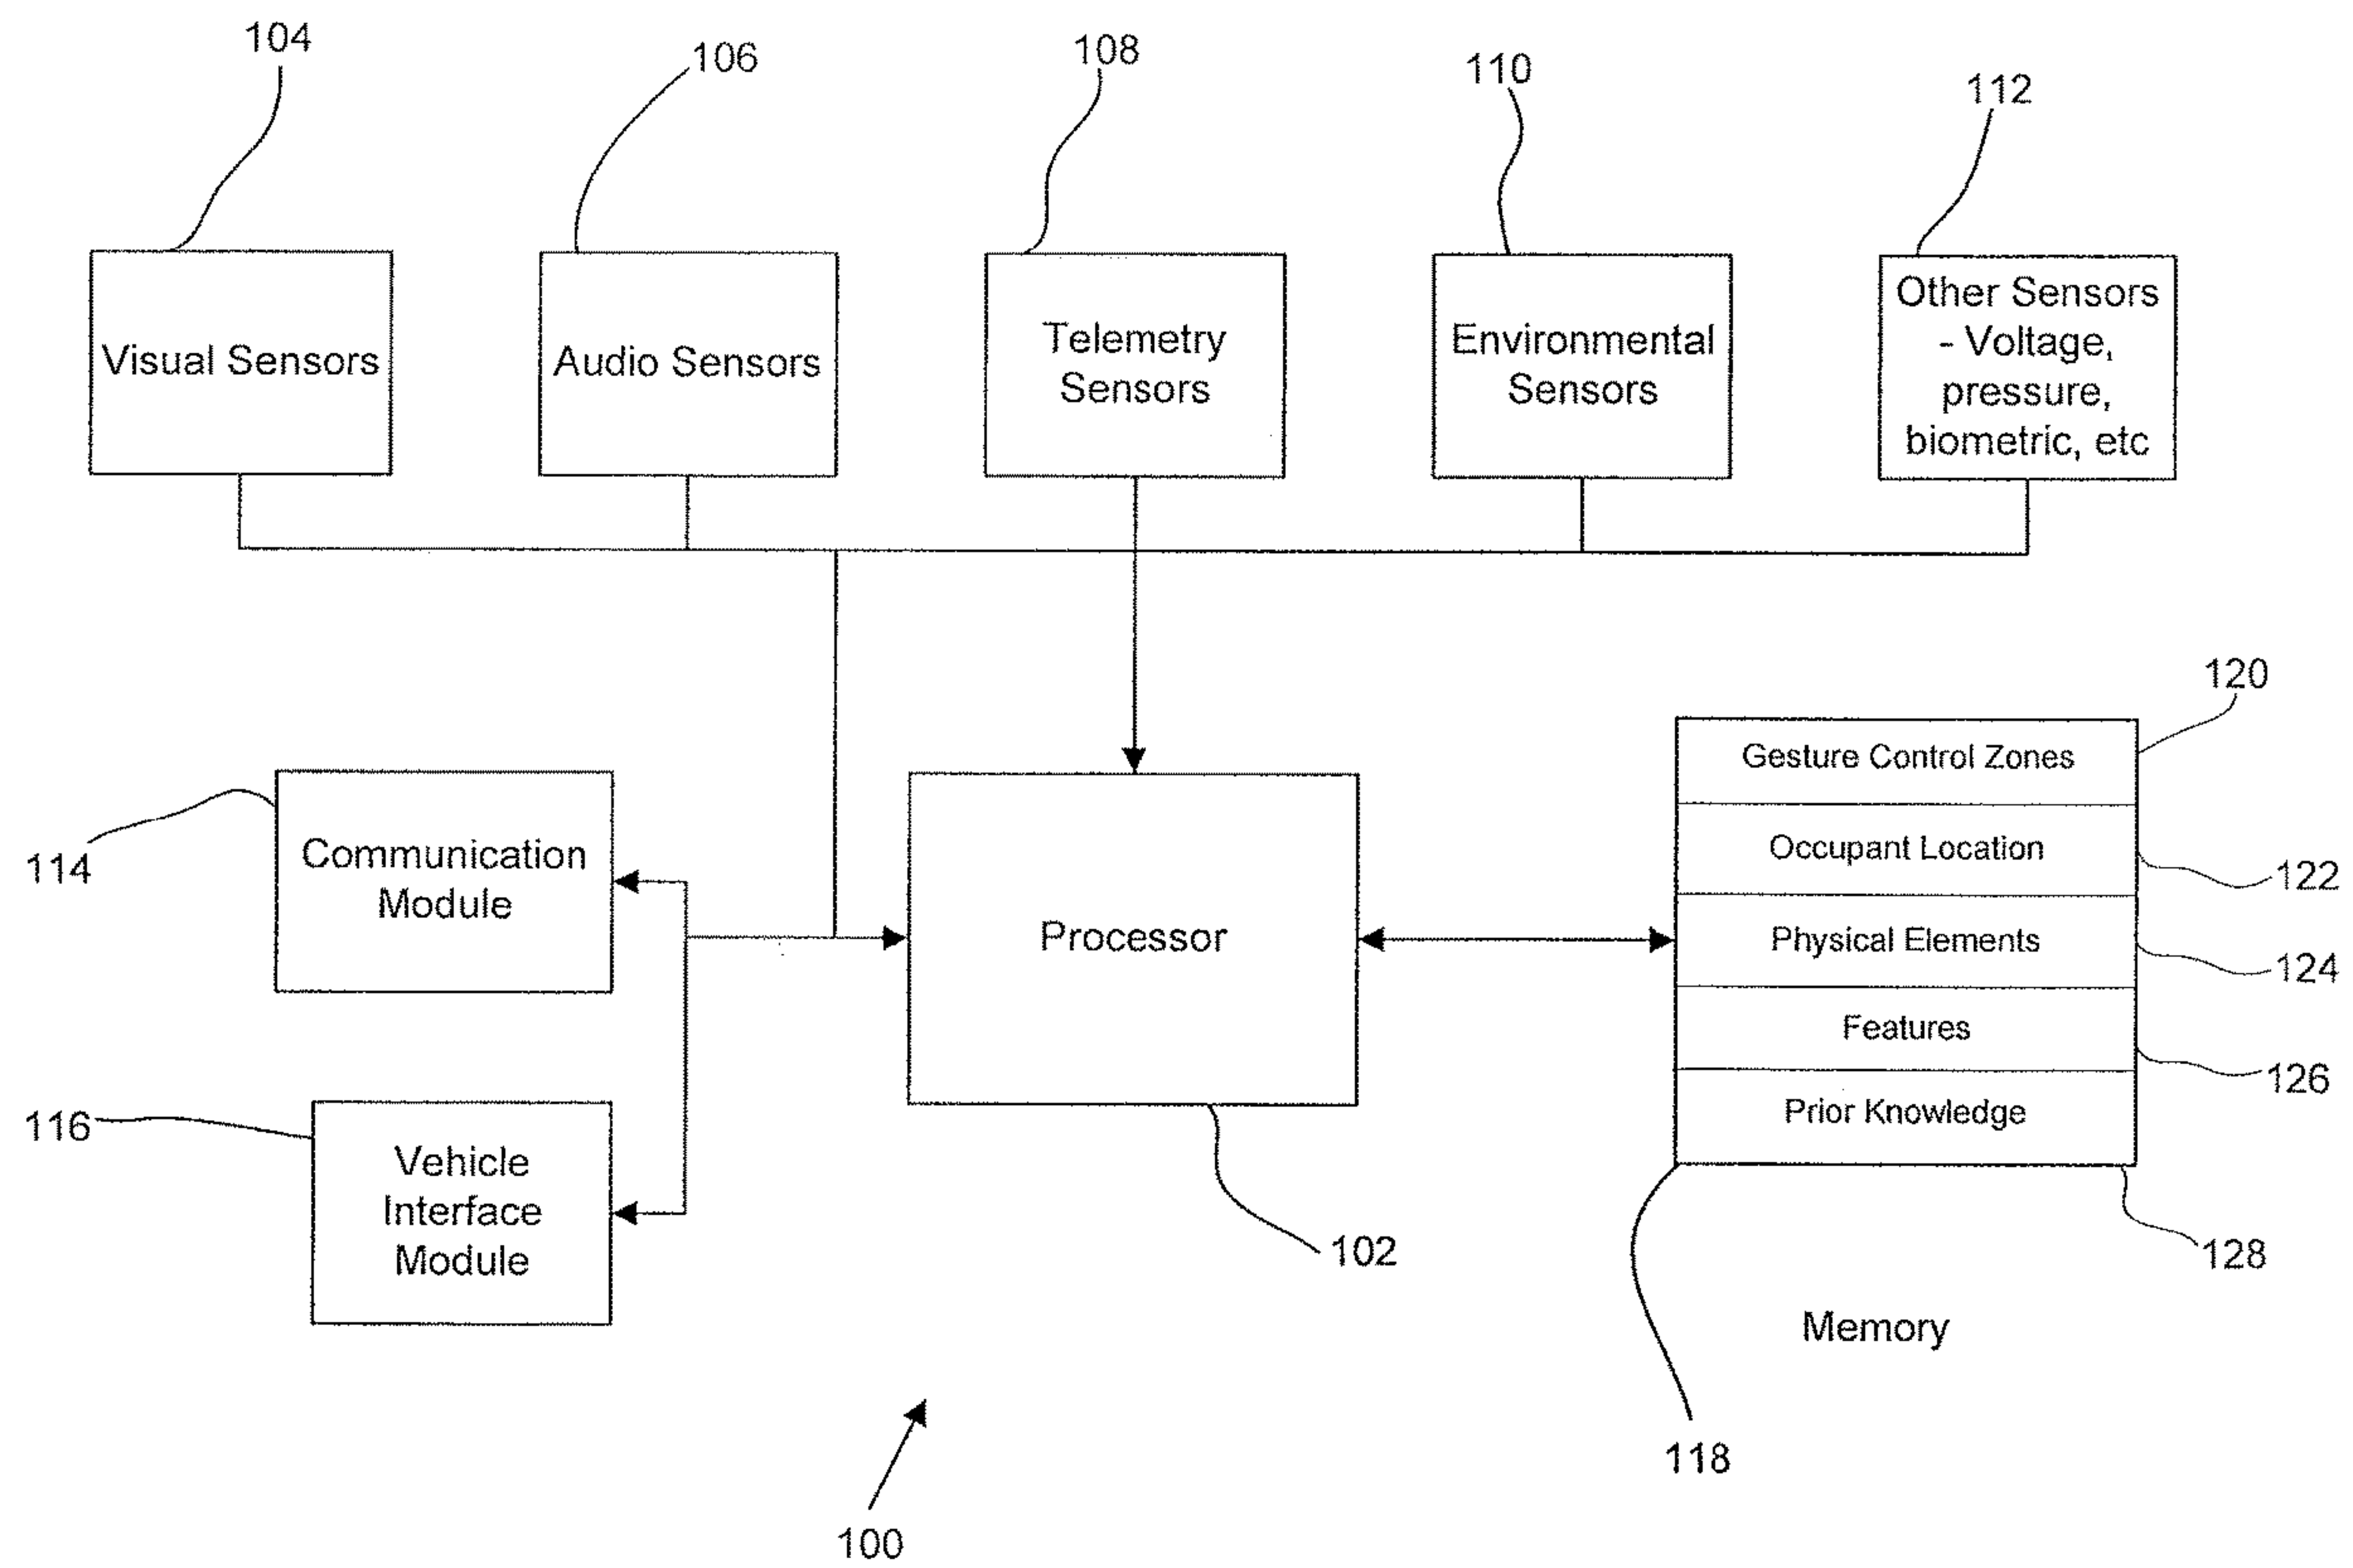 104
106
108
110
112
Visual Sensors
Audio Sensors
Telemetry
Sensors
Environmental
Sensors
Other Sensors
- Voltage,
pressure,
biometric, etc
114
Communication
Module
116
Vehicle
Interface
Module
Processor
102
120
Gesture Control Zones
Occupant Location
122
Physical Elements
124
Features
126
Prior Knowledge
128
Memory
118
100